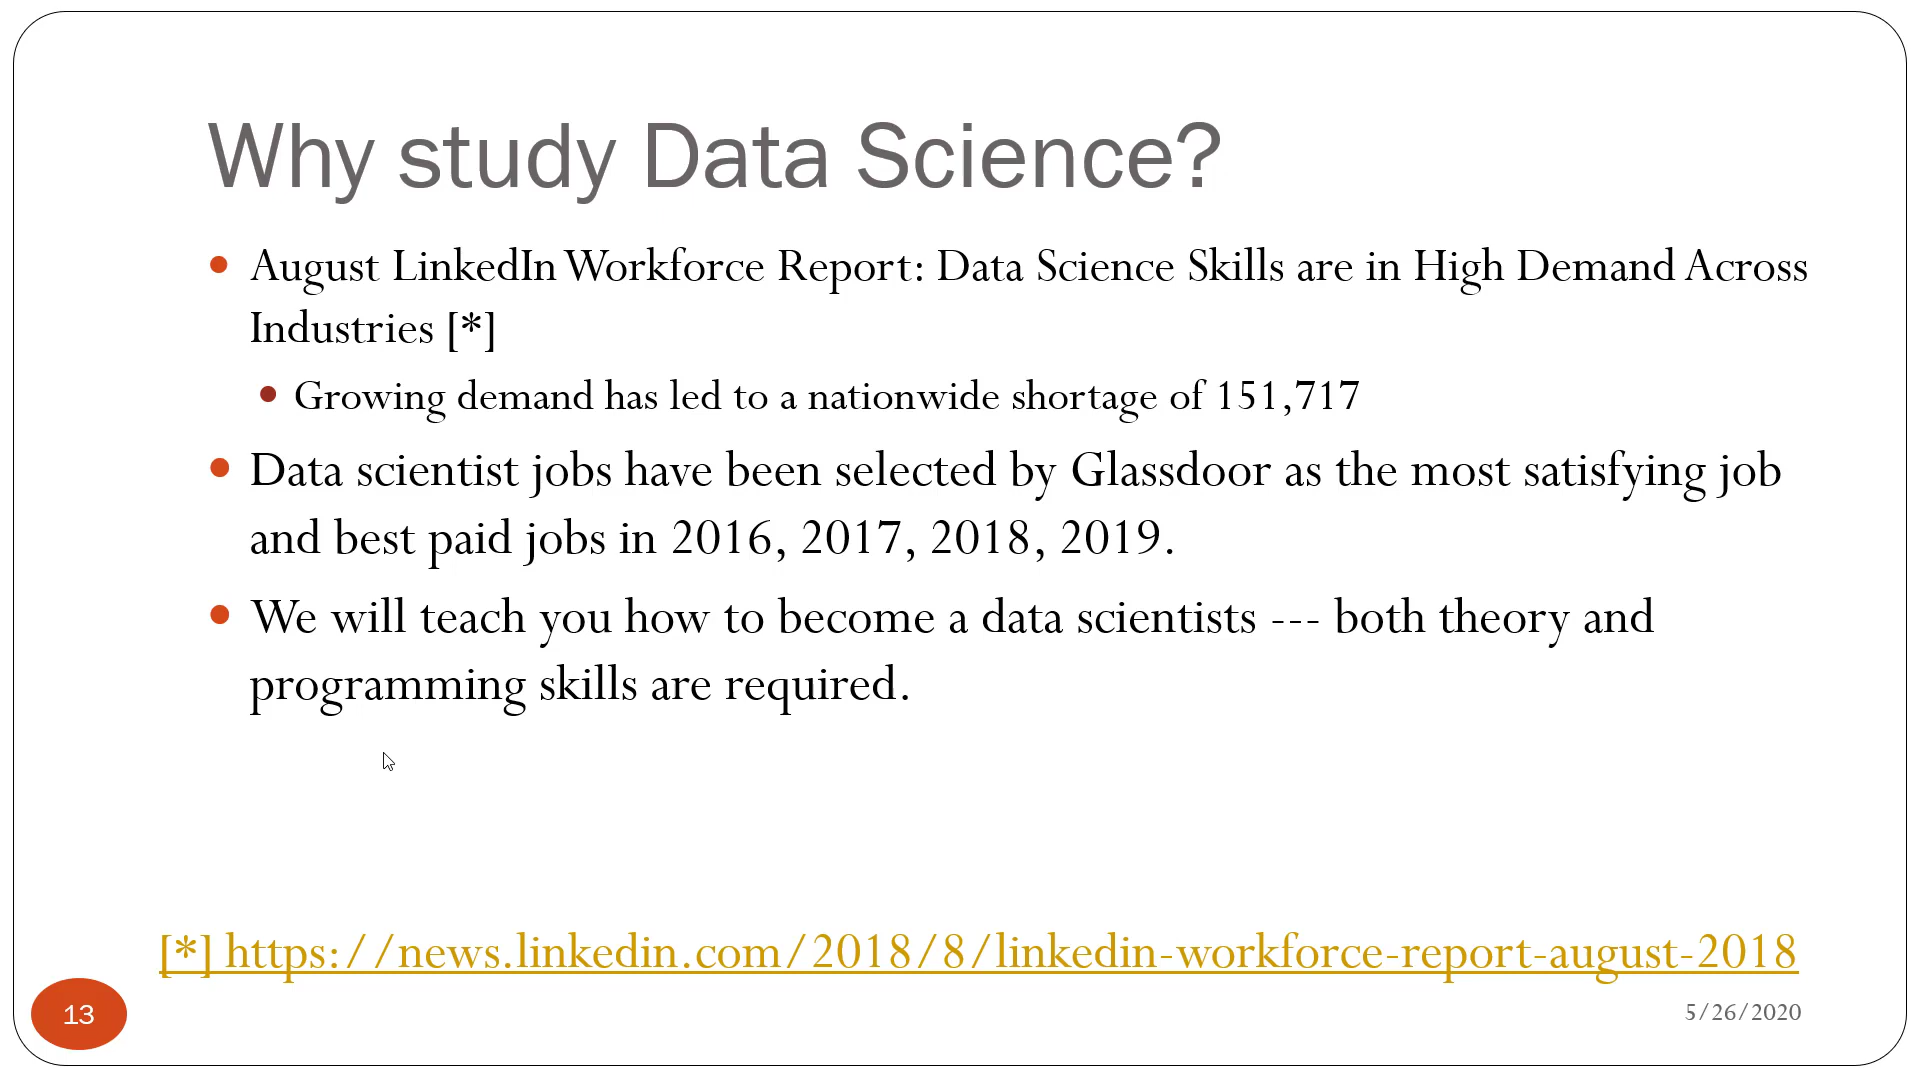 Why study Data Science?
August LinkedIn Workforce Report: Data Science Skills are in High Demand Across
Industries [*]
Growing demand has led to a nationwide shortage of 151,717
Data scientist jobs have been selected by Glassdoor as the most satisfying job
and best paid jobs in 2016, 2017, 2018, 2019.
We will teach you how to become a data scientists --- both theory and
programming skills are required.
[*] https://news.linkedin.com/2018/8/linkedin-workforce-report-august-2018
13
5/26/2020